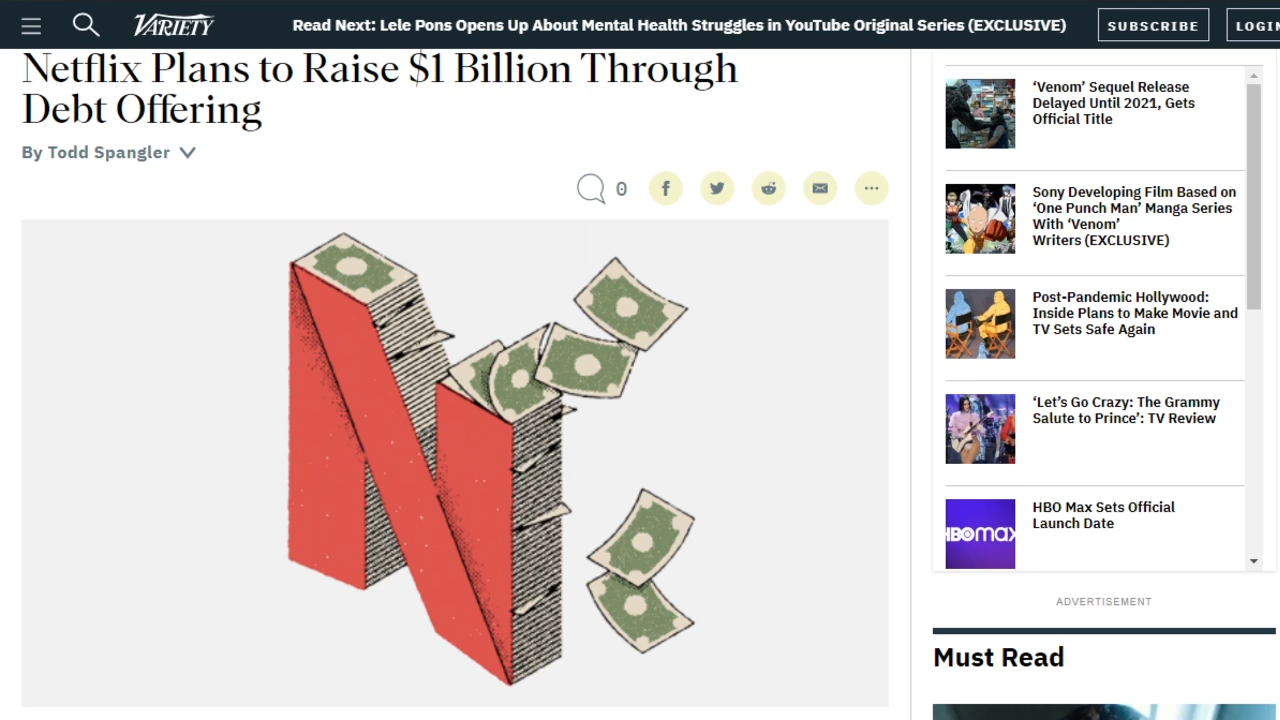 VARIETY
Read Next: Lele Pons Opens Up About Mental Health Struggles in YouTube Original Series (EXCLUSIVE)
SUBSCRIBE
LOGIN
Netflix Plans to Raise $1 Billion Through
Debt Offering
By Todd Spangler
0
‘Venom’ Sequel Release
Delayed Until 2021, Gets
Official Title
Sony Developing Film Based on
‘One Punch Man’ Manga Series
With ‘Venom’
Writers (EXCLUSIVE)
Post-Pandemic Hollywood:
Inside Plans to Make Movie and
TV Sets Safe Again
‘Let’s Go Crazy: The Grammy
Salute to Prince’: TV Review
HBO Max Sets Official
Launch Date
HBOmax
ADVERTISEMENT
Must Read